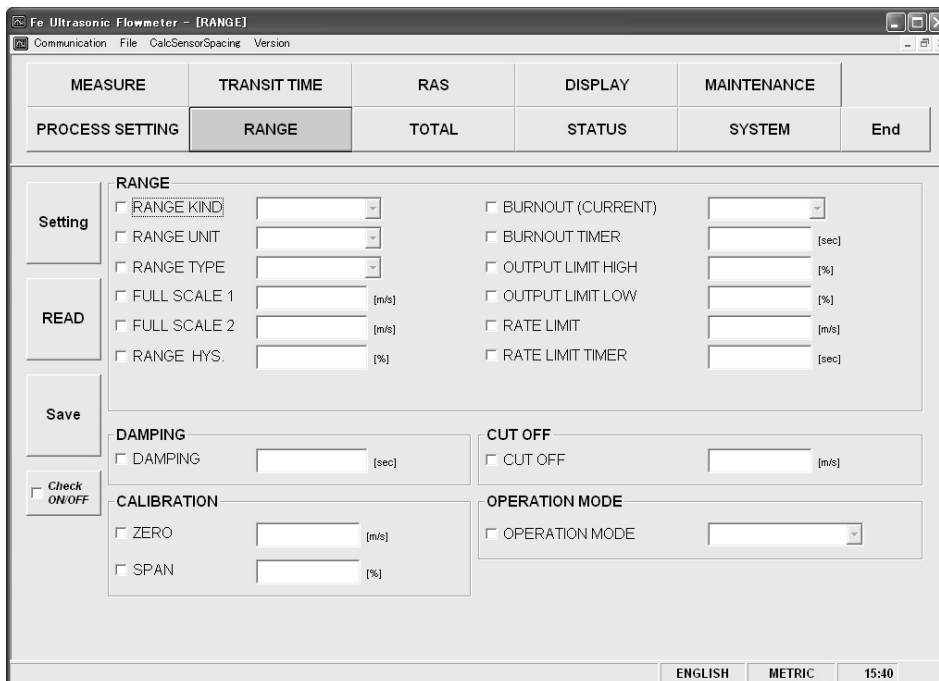 Fe Ultrasonic Flowmeter - [RANGE]
Communication File CalcSensorSpacing Version
MEASURE TRANSIT TIME RAS DISPLAY MAINTENANCE
PROCESS SETTING RANGE TOTAL STATUS SYSTEM End
Setting
READ
Save
Check ON/OFF
RANGE
RANGE KIND
RANGE UNIT
RANGE TYPE
FULL SCALE 1 [m/s]
FULL SCALE 2 [m/s]
RANGE HYS. [%]
BURNOUT (CURRENT)
BURNOUT TIMER [sec]
OUTPUT LIMIT HIGH [%]
OUTPUT LIMIT LOW [%]
RATE LIMIT [m/s]
RATE LIMIT TIMER [sec]
DAMPING
DAMPING [sec]
CUT OFF
CUT OFF [m/s]
CALIBRATION
ZERO [m/s]
SPAN [%]
OPERATION MODE
OPERATION MODE
ENGLISH METRIC 15:40